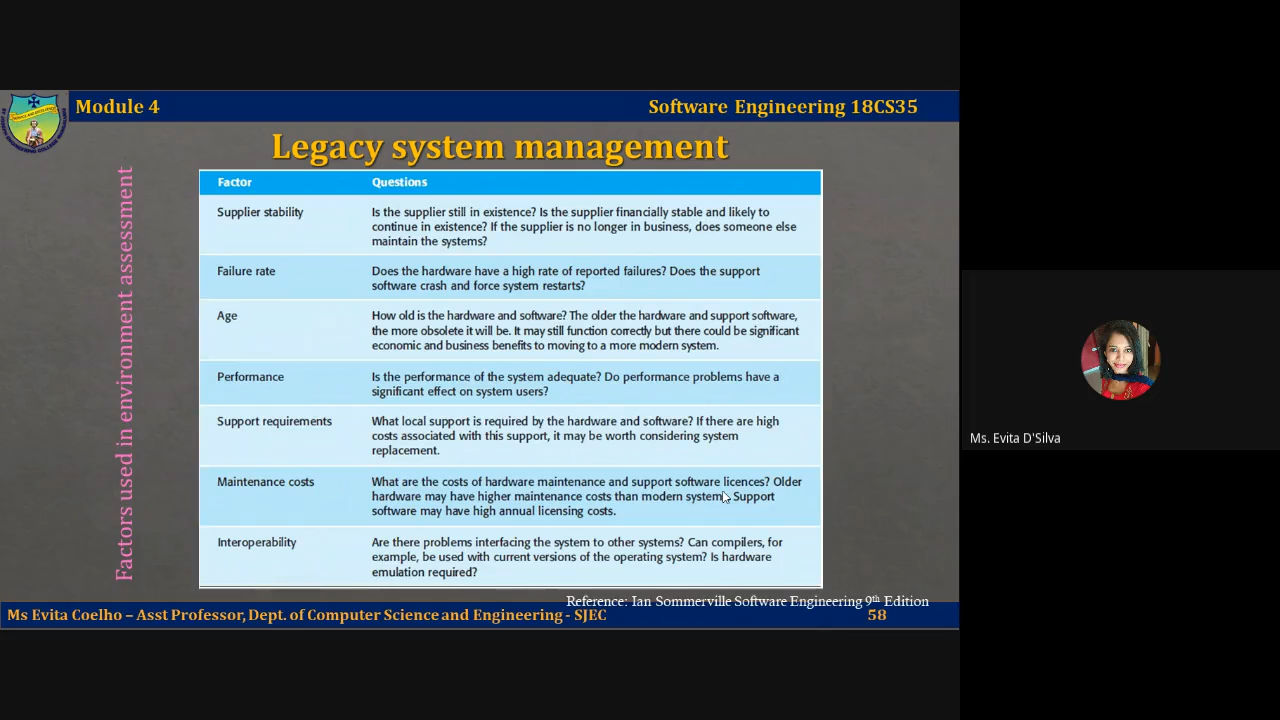 Module 4
Software Engineering 18CS35
Legacy system management
Factors used in environment assessment
Factor Questions
Supplier stability
Is the supplier still in existence? Is the supplier financially stable and likely to
continue in existence? If the supplier is no longer in business, does someone else
maintain the systems?
Failure rate
Does the hardware have a high rate of reported failures? Does the support
software crash and force system restarts?
Age
How old is the hardware and software? The older the hardware and support software,
the more obsolete it will be. It may still function correctly but there could be significant
economic and business benefits to moving to a more modern system.
Performance
Is the performance of the system adequate? Do performance problems have a
significant effect on system users?
Support requirements
What local support is required by the hardware and software? If there are high
costs associated with this support, it may be worth considering system
replacement.
Maintenance costs
What are the costs of hardware maintenance and support software licences? Older
hardware may have higher maintenance costs than modern systems. Support
software may have high annual licensing costs.
Interoperability
Are there problems interfacing the system to other systems? Can compilers, for
example, be used with current versions of the operating system? Is hardware
emulation required?
Reference: Ian Sommerville Software Engineering 9th Edition
Ms Evita Coelho – Asst Professor, Dept. of Computer Science and Engineering - SJEC
58
Ms. Evita D'Silva